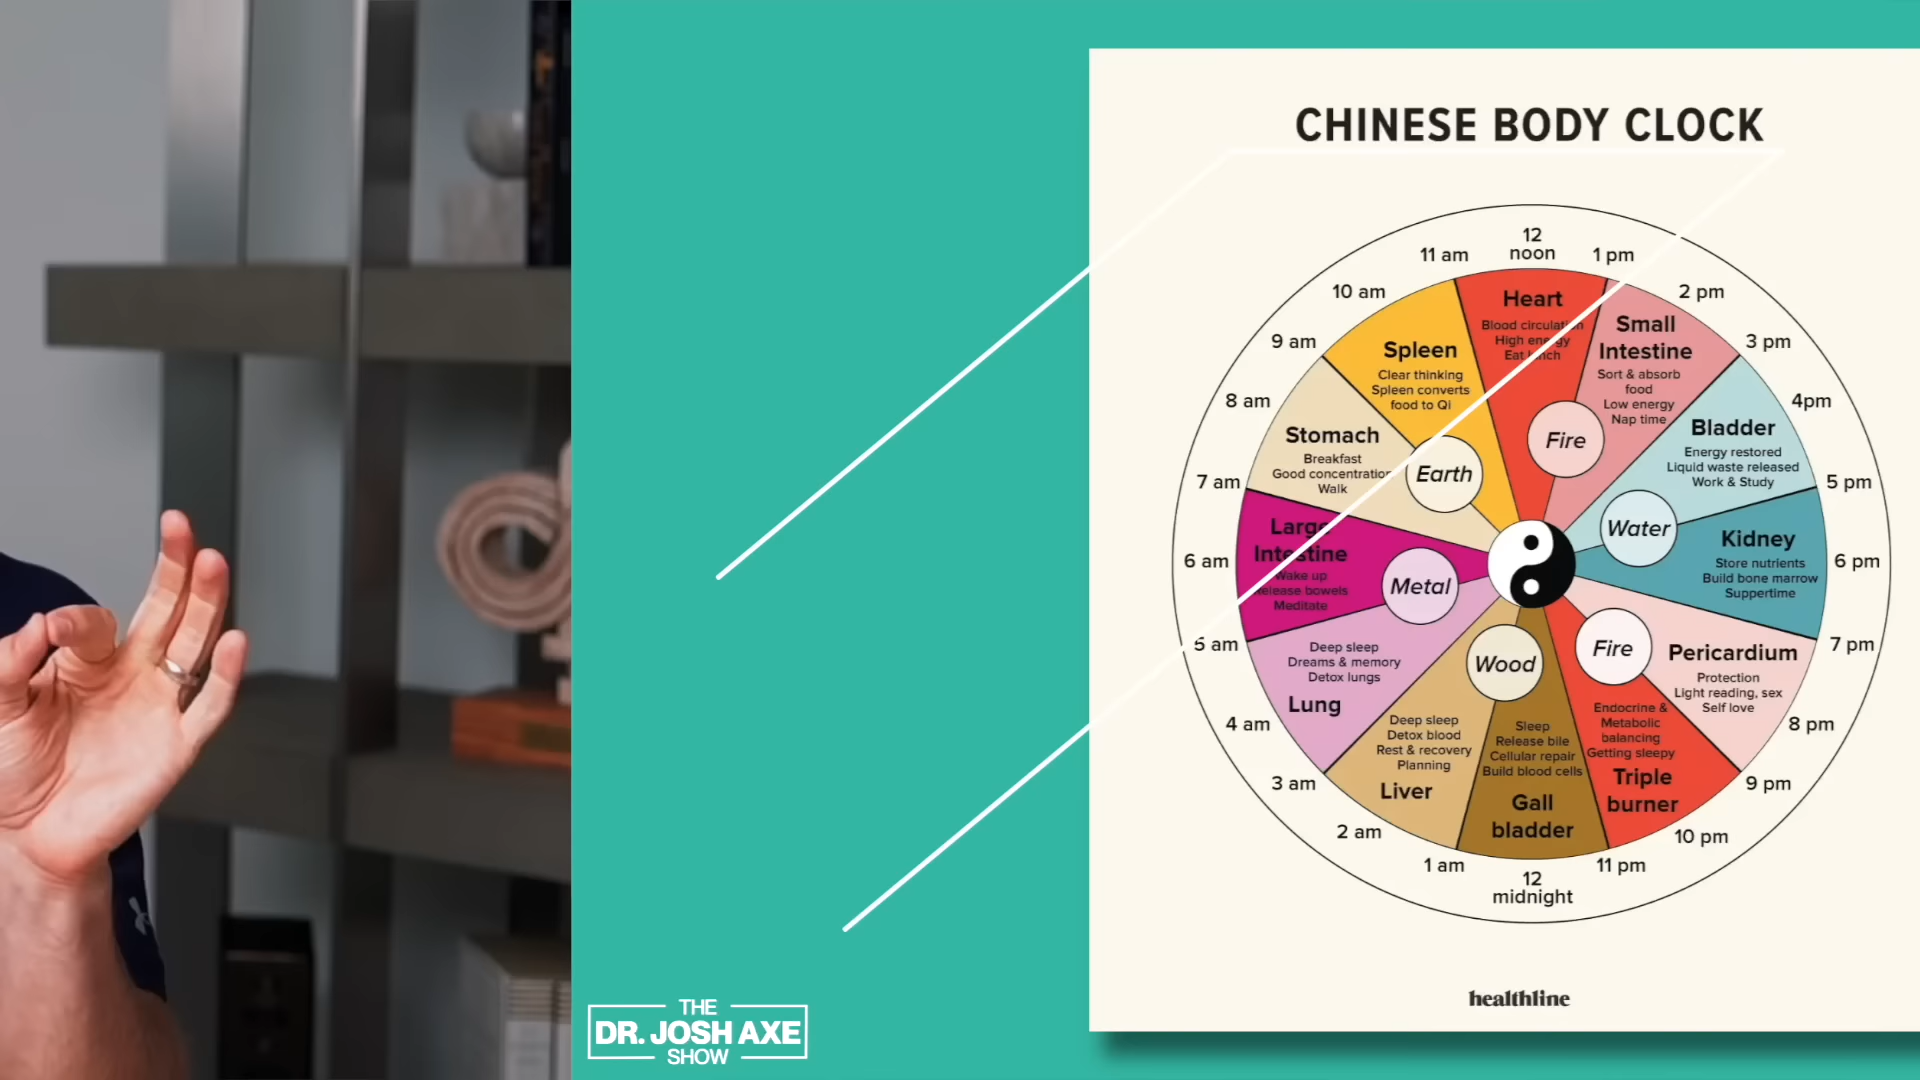 CHINESE BODY CLOCK
12
noon
1 pm
2 pm
3 pm
4pm
5 pm
6 pm
7 pm
8 pm
9 pm
10 pm
11 pm
12
midnight
1 am
2 am
3 am
4 am
5 am
6 am
7 am
8 am
9 am
10 am
11 am
Heart
Blood circulation
High energy
Eat lunch
Small
Intestine
Sort & absorb
food
Low energy
Nap time
Fire
Bladder
Energy restored
Liquid waste released
Work & Study
Water
Kidney
Store nutrients
Build bone marrow
Suppertime
Pericardium
Protection
Light reading, sex
Self love
Fire
Endocrine &
Metabolic
balancing
Getting sleepy
Triple
burner
Sleep
Release bile
Cellular repair
Build blood cells
Gall
bladder
Wood
Deep sleep
Detox blood
Rest & recovery
Planning
Liver
Deep sleep
Dreams & memory
Detox lungs
Lung
Metal
Large
Intestine
Wake up
Release bowels
Meditate
Stomach
Breakfast
Good concentration
Walk
Earth
Spleen
Clear thinking
Spleen converts
food to Qi
healthline
THE
DR. JOSH AXE
SHOW